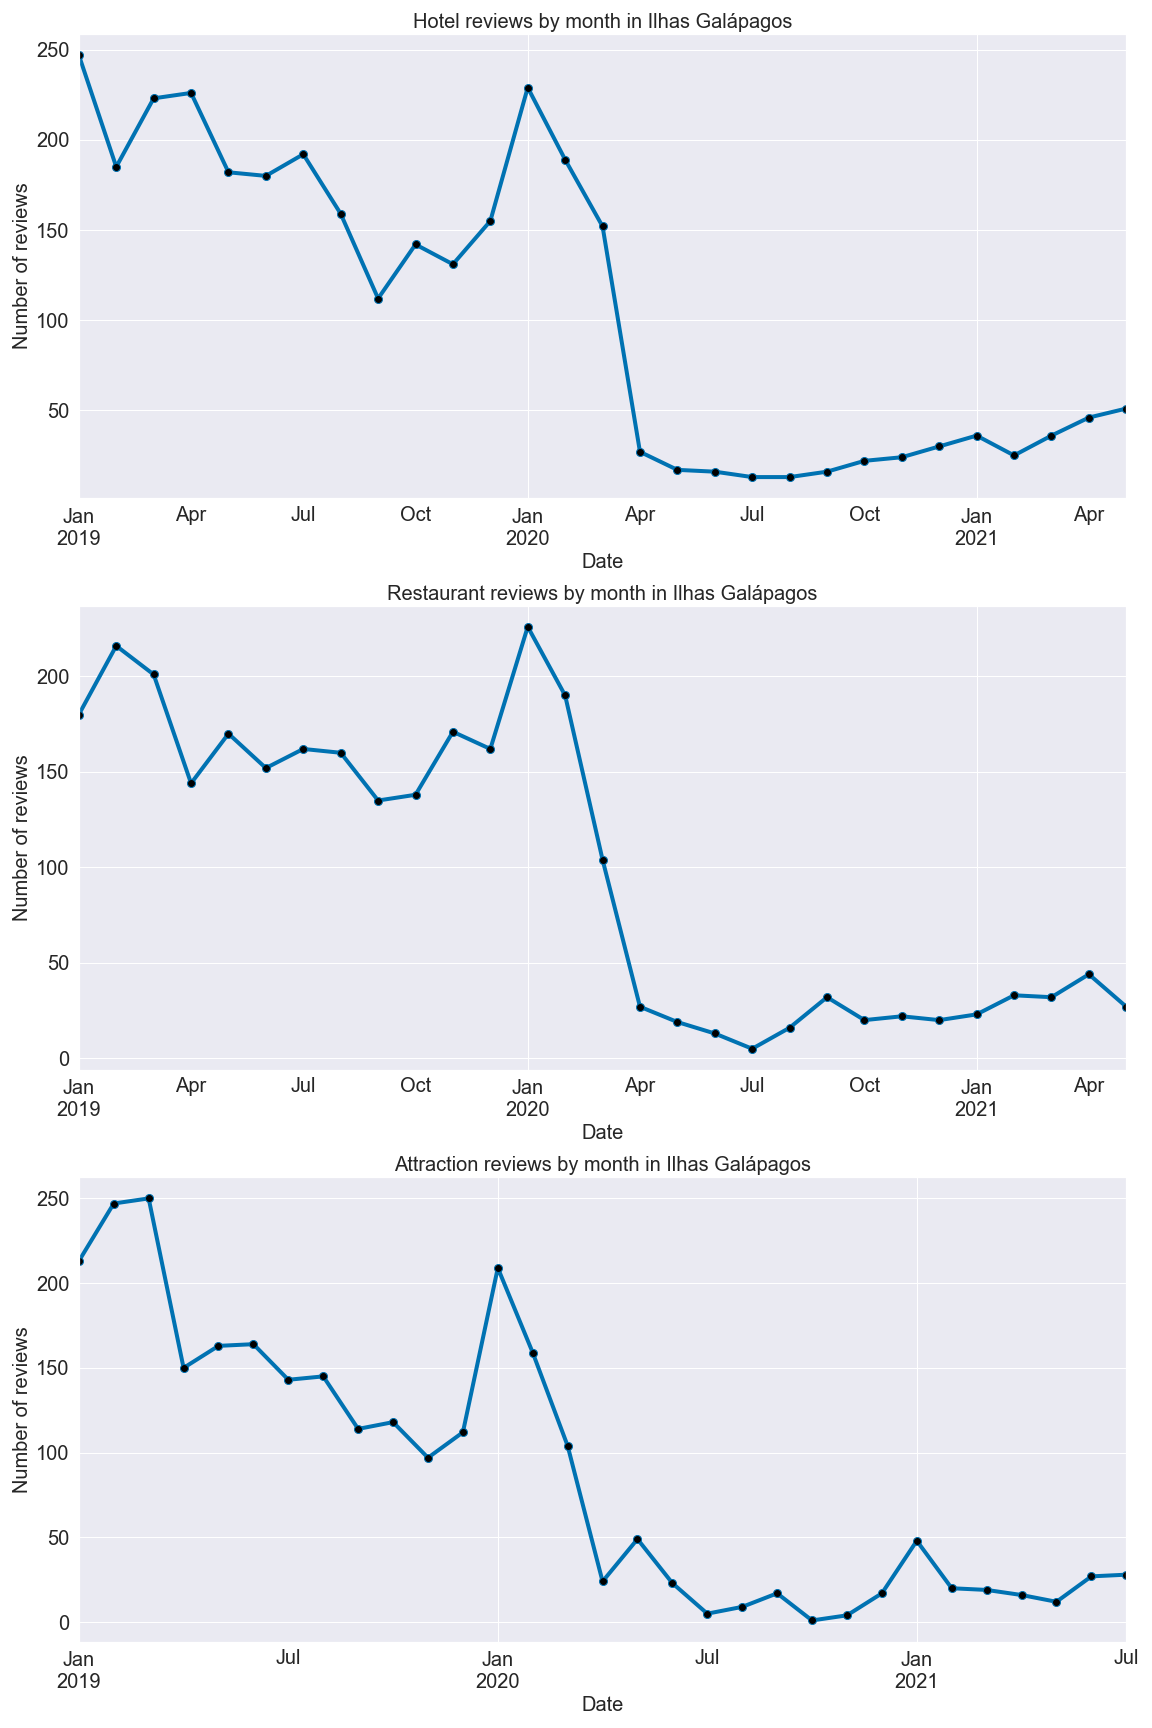 Hotel reviews by month in Ilhas Galápagos
250
200
150
100
50
Number of reviews
Jan Apr Jul Oct Jan Apr Jul Oct Jan Apr
2019 2020 2021
Date
Restaurant reviews by month in Ilhas Galápagos
200
150
100
50
0
Number of reviews
Jan Apr Jul Oct Jan Apr Jul Oct Jan Apr
2019 2020 2021
Date
Attraction reviews by month in Ilhas Galápagos
250
200
150
100
50
0
Number of reviews
Jan Jul Jan Jul Jan Jul
2019 2020 2021
Date